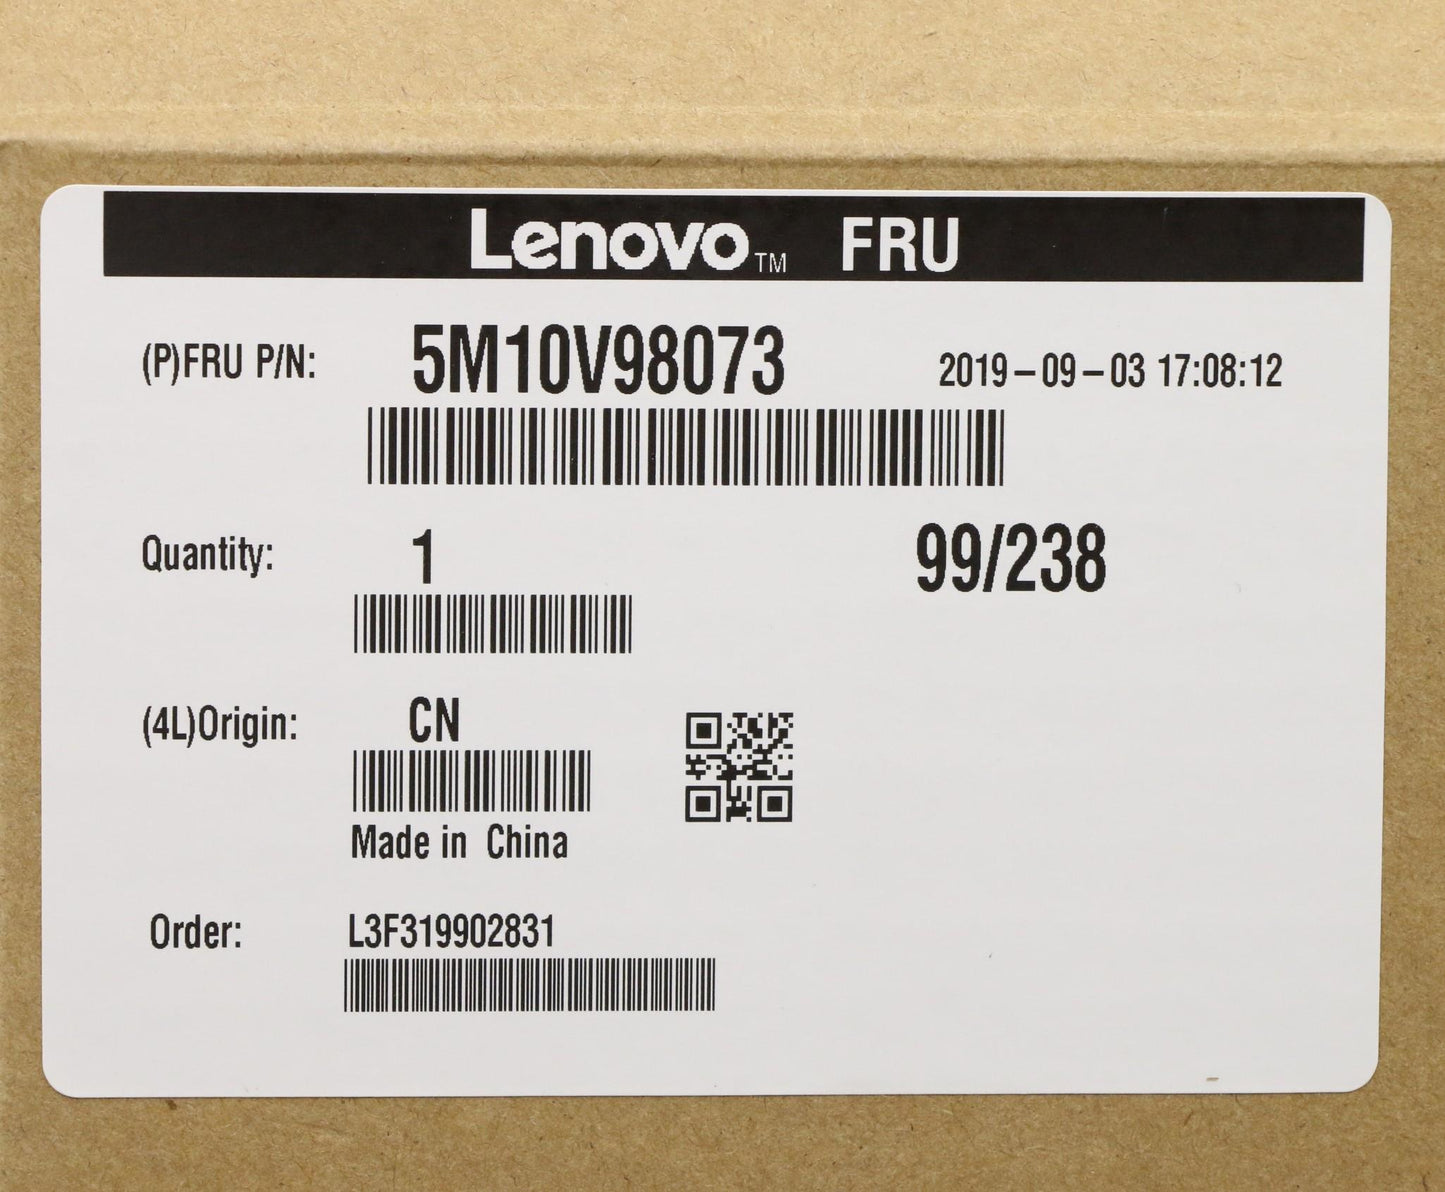 Lenovo™ FRU
(P)FRU P/N: 5M10V98073 2019-09-03 17:08:12
Quantity: 1 99/238
(4L)Origin: CN
Made in China
Order: L3F319902831